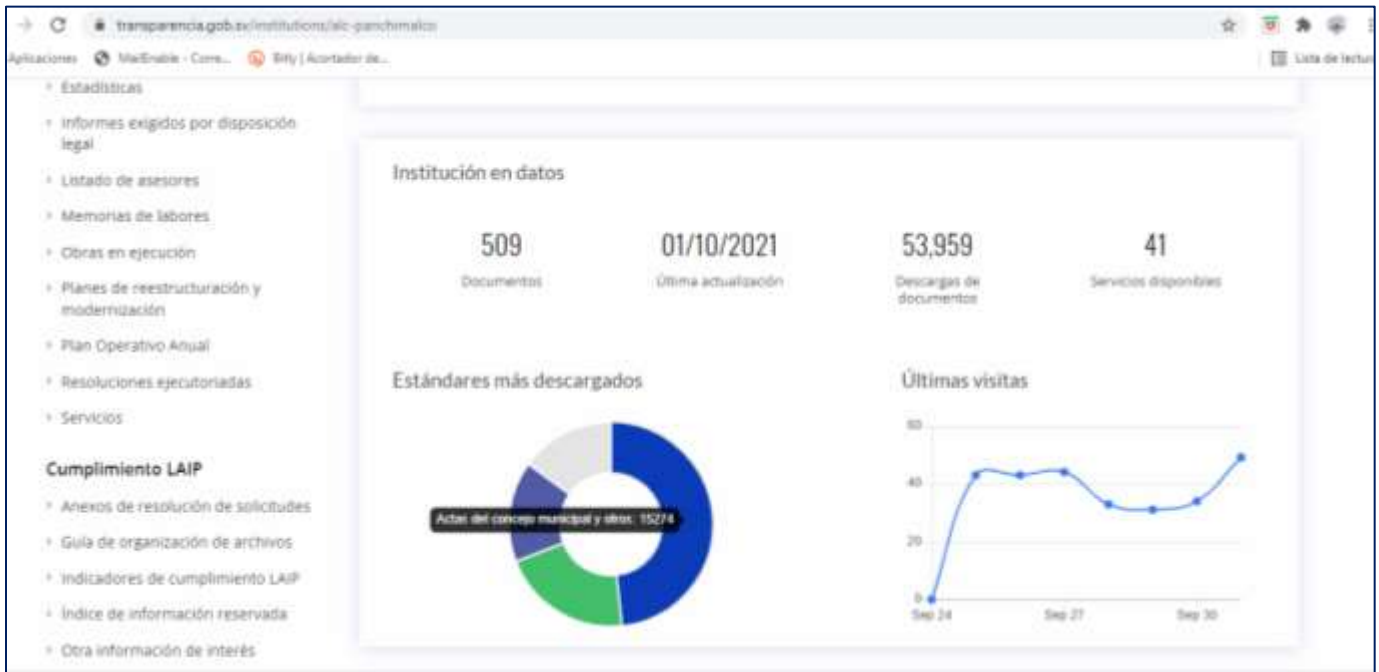 transparencia.gob.sv/institutions/alc-panchimalco
Aplicaciones MailEnable - Corre... Bitly | Acortador de... Lista de lectur
Estadísticas
Informes exigidos por disposición
legal
Listado de asesores
Memorias de labores
Obras en ejecución
Planes de reestructuración y
modernización
Plan Operativo Anual
Resoluciones ejecutoriadas
Servicios
Cumplimiento LAIP
Anexos de resolución de solicitudes
Guía de organización de archivos
Indicadores de cumplimiento LAIP
Índice de información reservada
Otra información de interés
Institución en datos
509 01/10/2021 53,959 41
Documentos Última actualización Descargas de Servicios disponibles
documentos
Estándares más descargados Últimas visitas
Actas del concejo municipal y otros: 15274
60
40
20
0
Sep 24 Sep 27 Sep 30